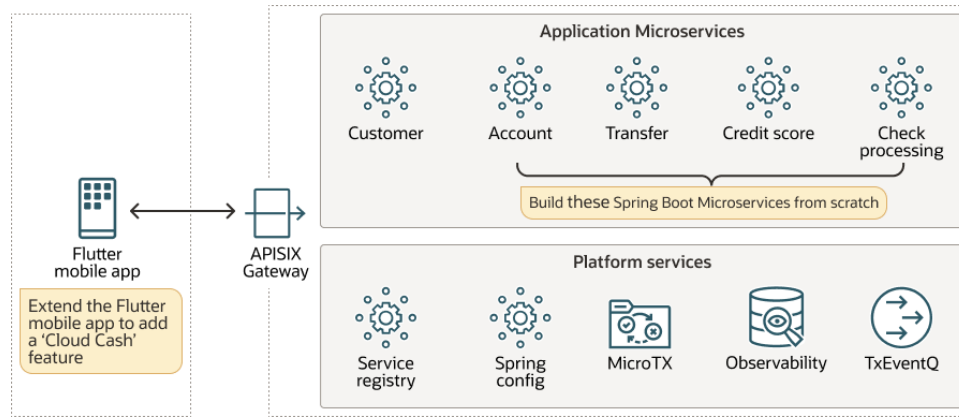 Application Microservices
Customer
Account
Transfer
Credit score
Check
processing
Build these Spring Boot Microservices from scratch
Flutter
mobile app
APISIX
Gateway
Extend the Flutter
mobile app to add
a ‘Cloud Cash’
feature
Platform services
Service
registry
Spring
config
MicroTX
Observability
TxEventQ